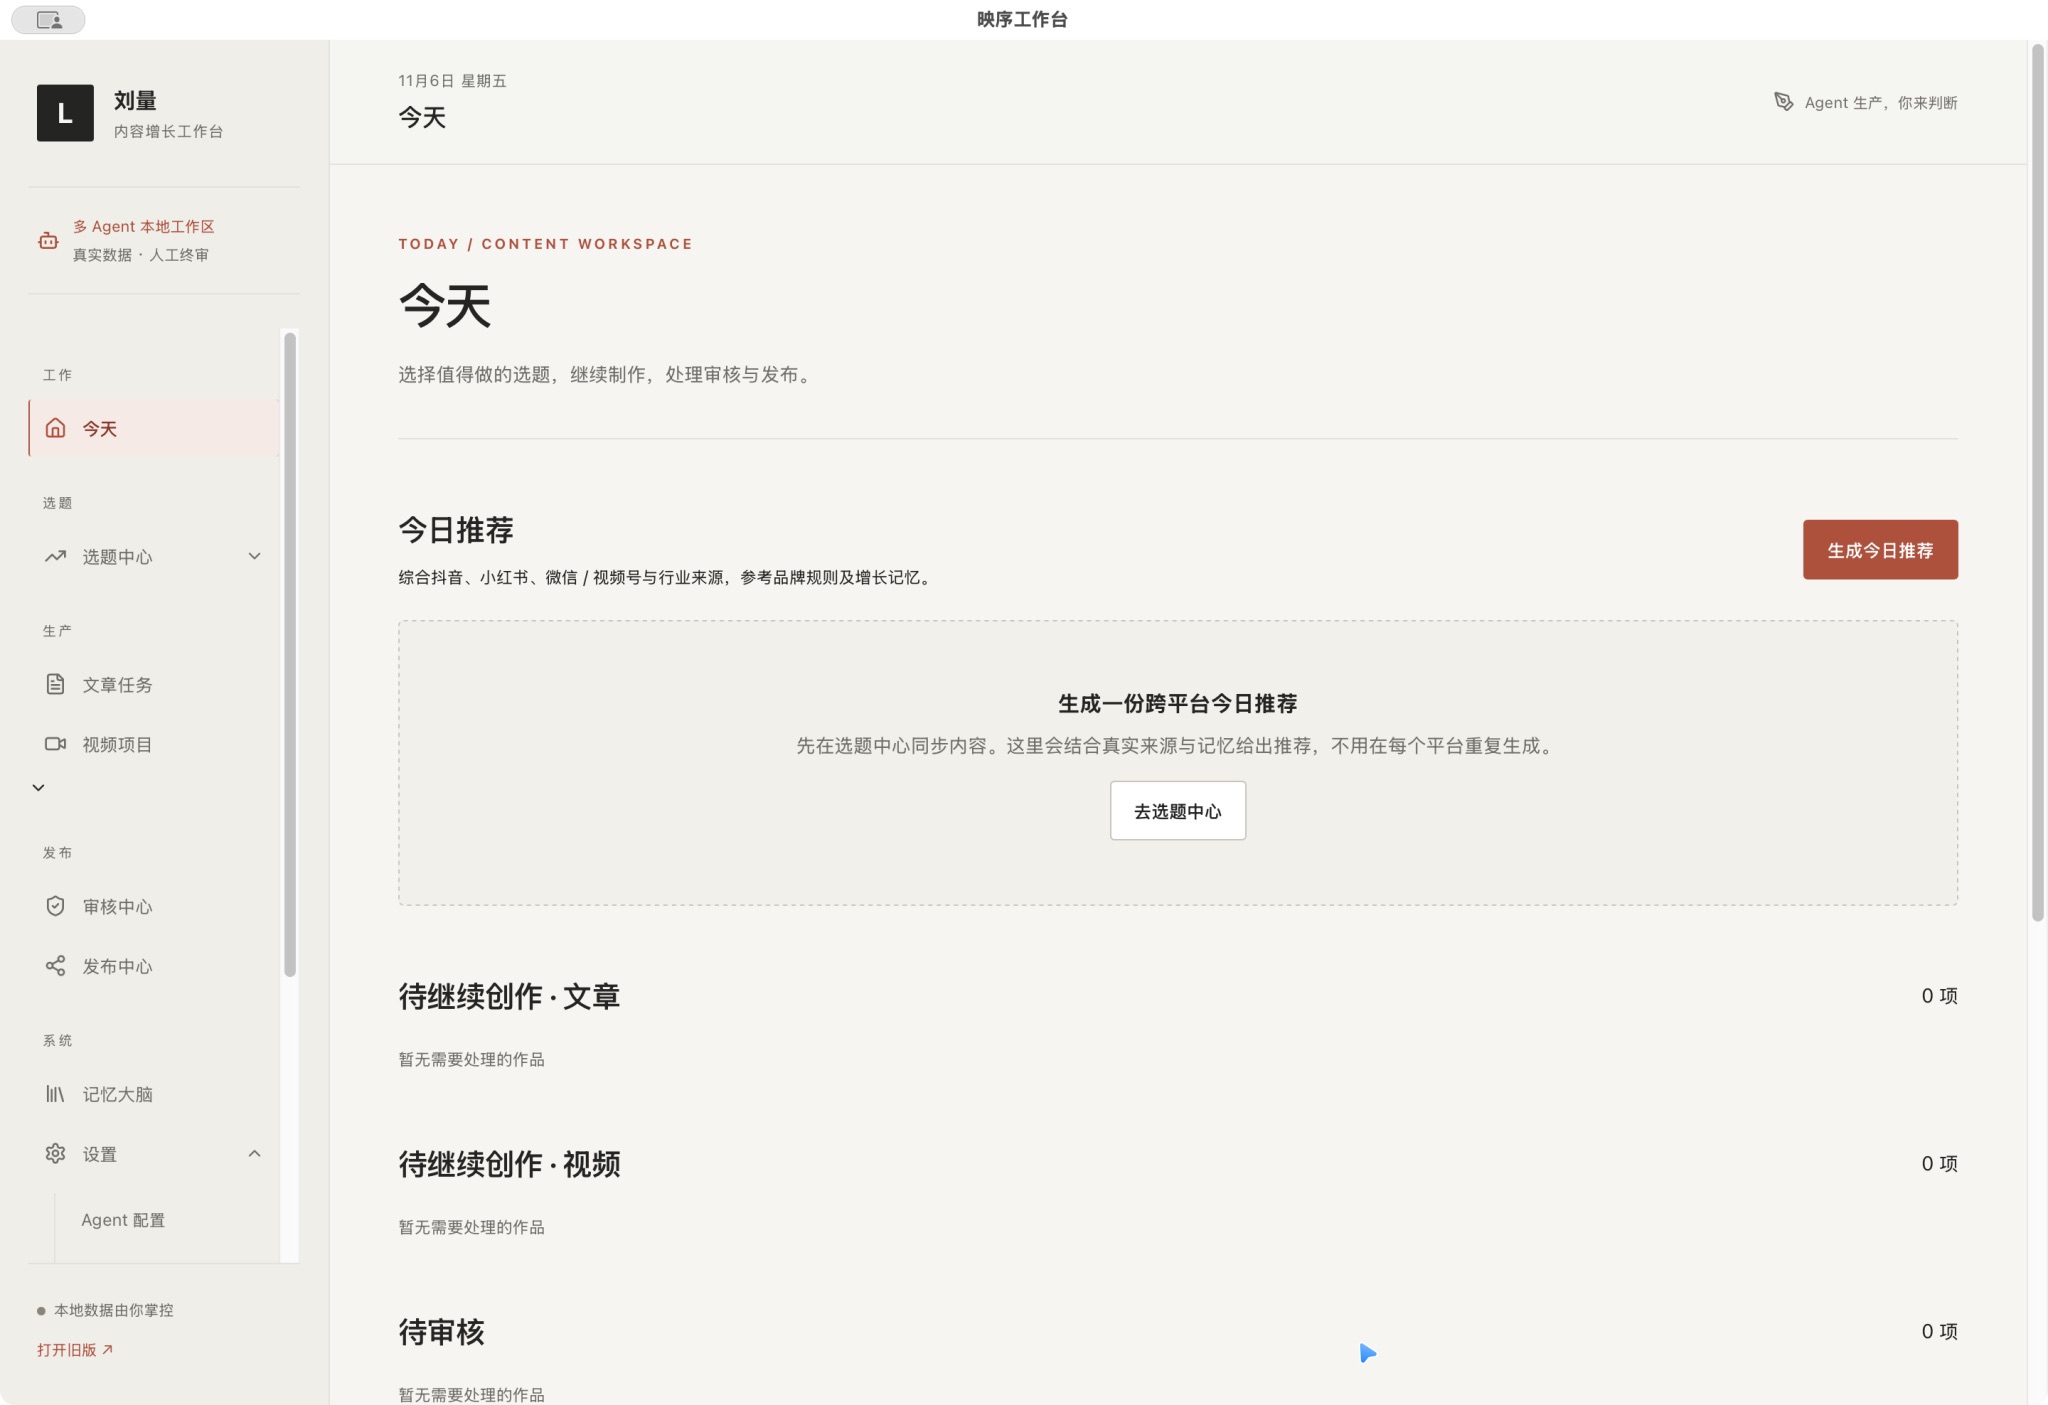 映序工作台
L
刘量
内容增长工作台
多 Agent 本地工作区
真实数据 · 人工终审
工作
今天
选题
选题中心
生产
文章任务
视频项目
发布
审核中心
发布中心
系统
记忆大脑
设置
Agent 配置
本地数据由你掌控
打开旧版 ↗
11月6日 星期五
今天
Agent 生产，你来判断
TODAY / CONTENT WORKSPACE
今天
选择值得做的选题，继续制作，处理审核与发布。
今日推荐
综合抖音、小红书、微信 / 视频号与行业来源，参考品牌规则及增长记忆。
生成今日推荐
生成一份跨平台今日推荐
先在选题中心同步内容。这里会结合真实来源与记忆给出推荐，不用在每个平台重复生成。
去选题中心
待继续创作 · 文章
0 项
暂无需要处理的作品
待继续创作 · 视频
0 项
暂无需要处理的作品
待审核
0 项
暂无需要处理的作品